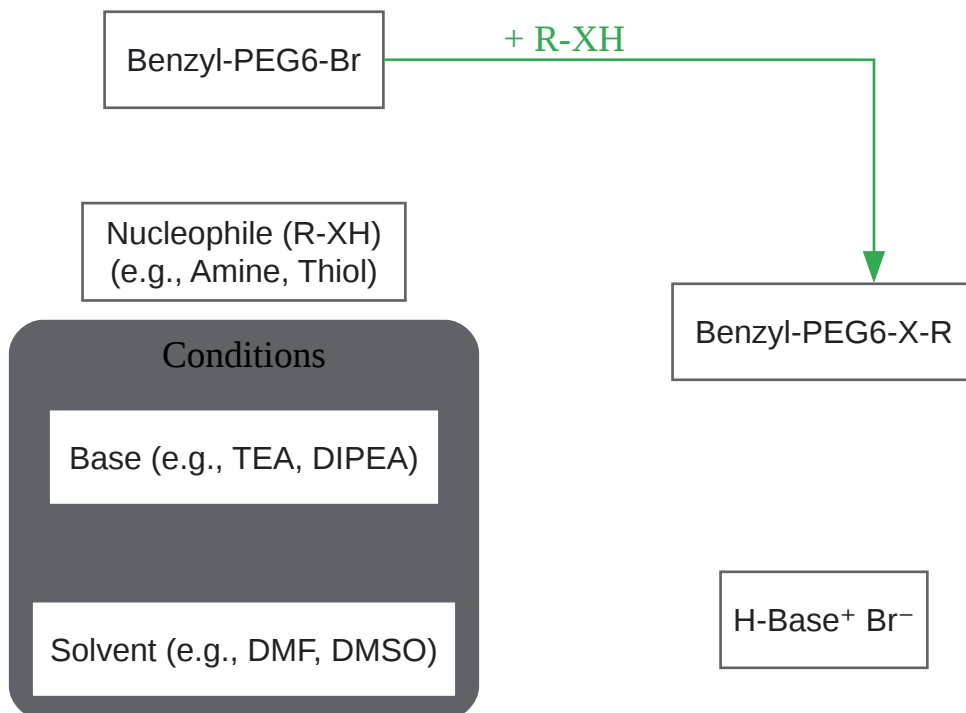 Benzyl-PEG6-Br
+ R-XH
Nucleophile (R-XH)
(e.g., Amine, Thiol)
Benzyl-PEG6-X-R
Conditions
Base (e.g., TEA, DIPEA)
H-Base⁺ Br⁻
Solvent (e.g., DMF, DMSO)